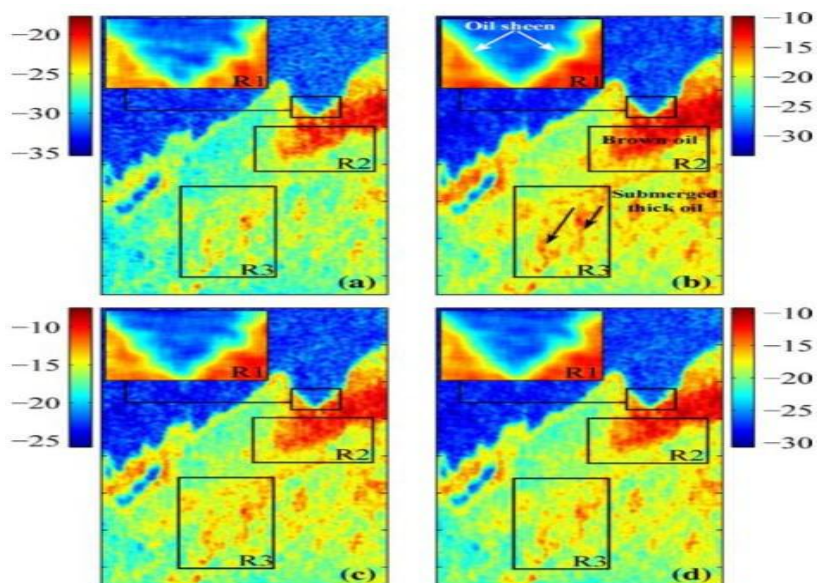 −20
−25
−30
−35
R1
R2
R3
(a)
Oil sheen
R1
Brown oil
R2
Submerged
thick oil
R3
(b)
−10
−15
−20
−25
−30
−10
−15
−20
−25
R1
R2
R3
(c)
R1
R2
R3
(d)
−10
−15
−20
−25
−30